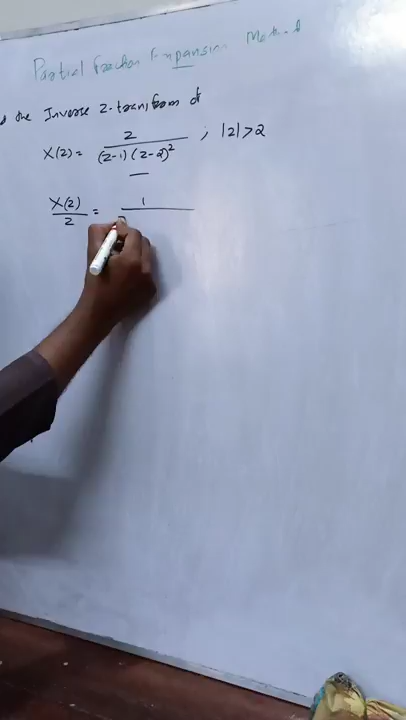 Partial fraction Expansion Method
the Inverse Z-transform of
X(z) = z / (z-1)(z-2)² ; |z|>2
X(z) / z = 1